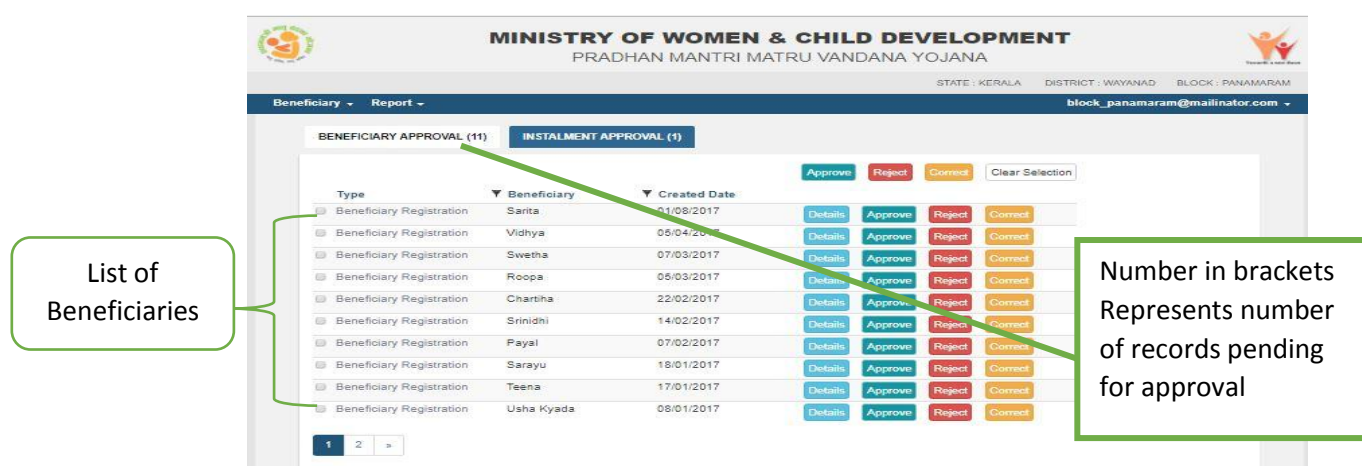 MINISTRY OF WOMEN & CHILD DEVELOPMENT
PRADHAN MANTRI MATRU VANDANA YOJANA
STATE : KERALA DISTRICT : WAYANAD BLOCK : PANAMARAM
Beneficiary Report block_panamaram@mailinator.com
BENEFICIARY APPROVAL (11) INSTALMENT APPROVAL (1)
Approve Reject Correct Clear Selection
Type Beneficiary Created Date
Beneficiary Registration Sarita 01/08/2017 Details Approve Reject Correct
Beneficiary Registration Vidhya 05/04/2017 Details Approve Reject Correct
Beneficiary Registration Swetha 07/03/2017 Details Approve Reject Correct
Beneficiary Registration Roopa 05/03/2017 Details Approve Reject Correct
Beneficiary Registration Chartiha 22/02/2017 Details Approve Reject Correct
Beneficiary Registration Srinidhi 14/02/2017 Details Approve Reject Correct
Beneficiary Registration Payal 07/02/2017 Details Approve Reject Correct
Beneficiary Registration Sarayu 18/01/2017 Details Approve Reject Correct
Beneficiary Registration Teena 17/01/2017 Details Approve Reject Correct
Beneficiary Registration Usha Kyada 08/01/2017 Details Approve Reject Correct
1 2 »
List of
Beneficiaries
Number in brackets
Represents number
of records pending
for approval